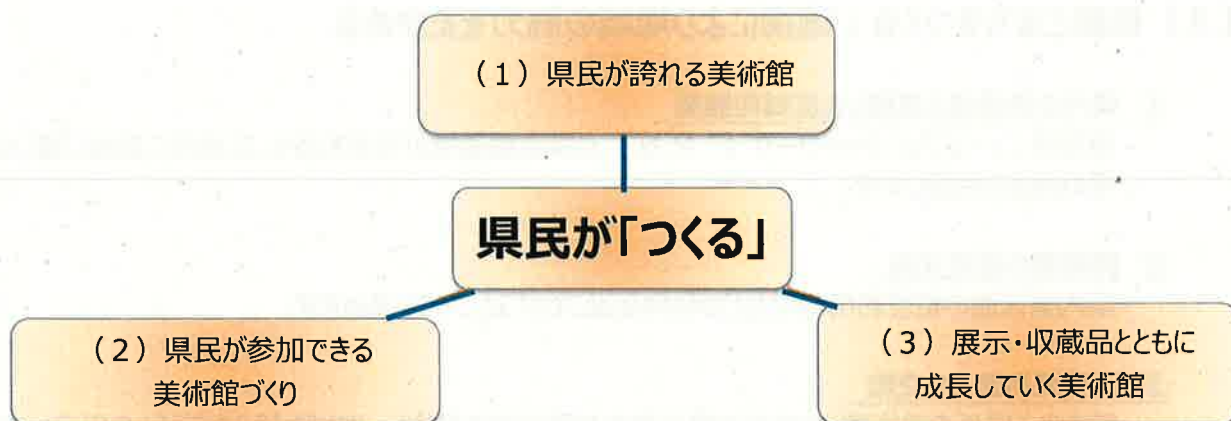 （１）県民が誇れる美術館
県民が「つくる」
（２）県民が参加できる
美術館づくり
（３）展示・収蔵品とともに
成長していく美術館